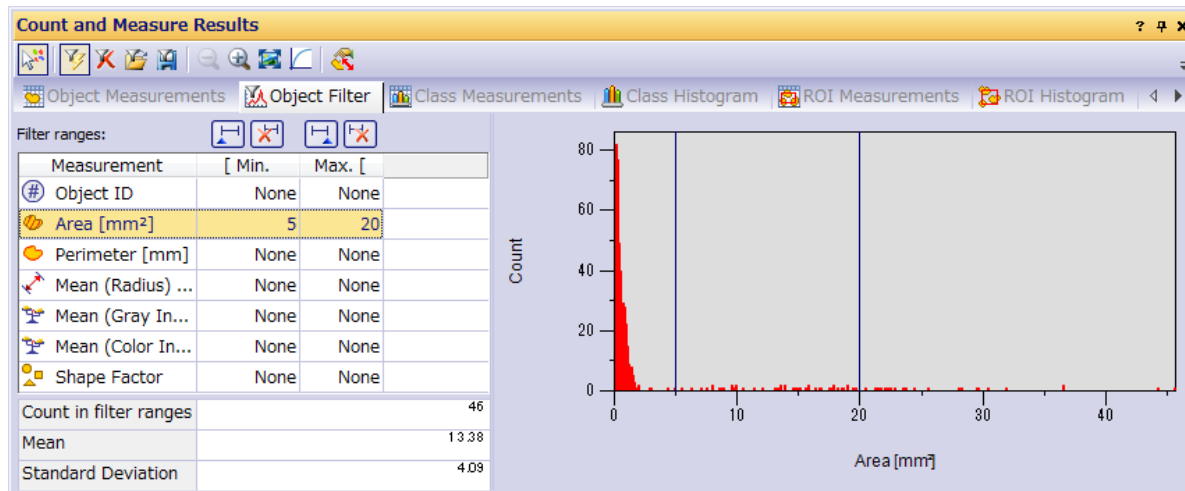 Count and Measure Results
Object Measurements Object Filter Class Measurements Class Histogram ROI Measurements ROI Histogram
Filter ranges:
Measurement [ Min. Max. [
Object ID None None
Area [mm²] 5 20
Perimeter [mm] None None
Mean (Radius) ... None None
Mean (Gray In... None None
Mean (Color In... None None
Shape Factor None None
Count in filter ranges 46
Mean 13.38
Standard Deviation 4.09
Count
80
60
40
20
0
0 10 20 30 40
Area [mm²]